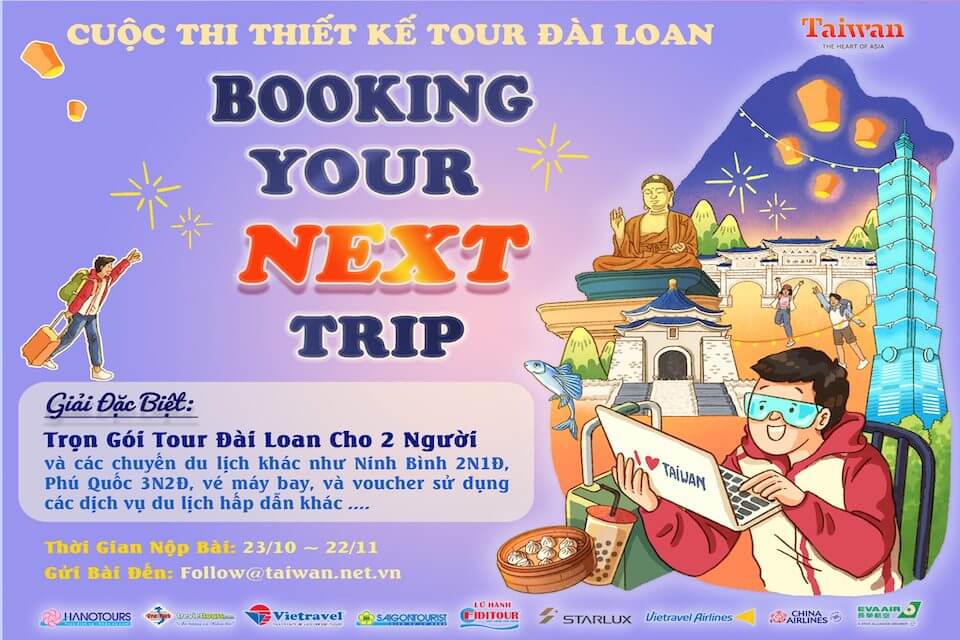 CUỘC THI THIẾT KẾ TOUR ĐÀI LOAN
Taiwan
THE HEART OF ASIA
BOOKING
YOUR
NEXT
TRIP
Giải Đặc Biệt:
Trọn Gói Tour Đài Loan Cho 2 Người
và các chuyến du lịch khác như Ninh Bình 2N1Đ,
Phú Quốc 3N2Đ, vé máy bay, và voucher sử dụng
các dịch vụ du lịch hấp dẫn khác ....
I ❤ TAIWAN
Thời Gian Nộp Bài: 23/10 ~ 22/11
Gửi Bài Đến: Follow@taiwan.net.vn
HANOTOURS
Vietravel
SAIGONTOURIST
LỮ HÀNH
FIDITOUR
STARLUX
Vietravel Airlines
CHINA AIRLINES
EVA AIR
長榮航空